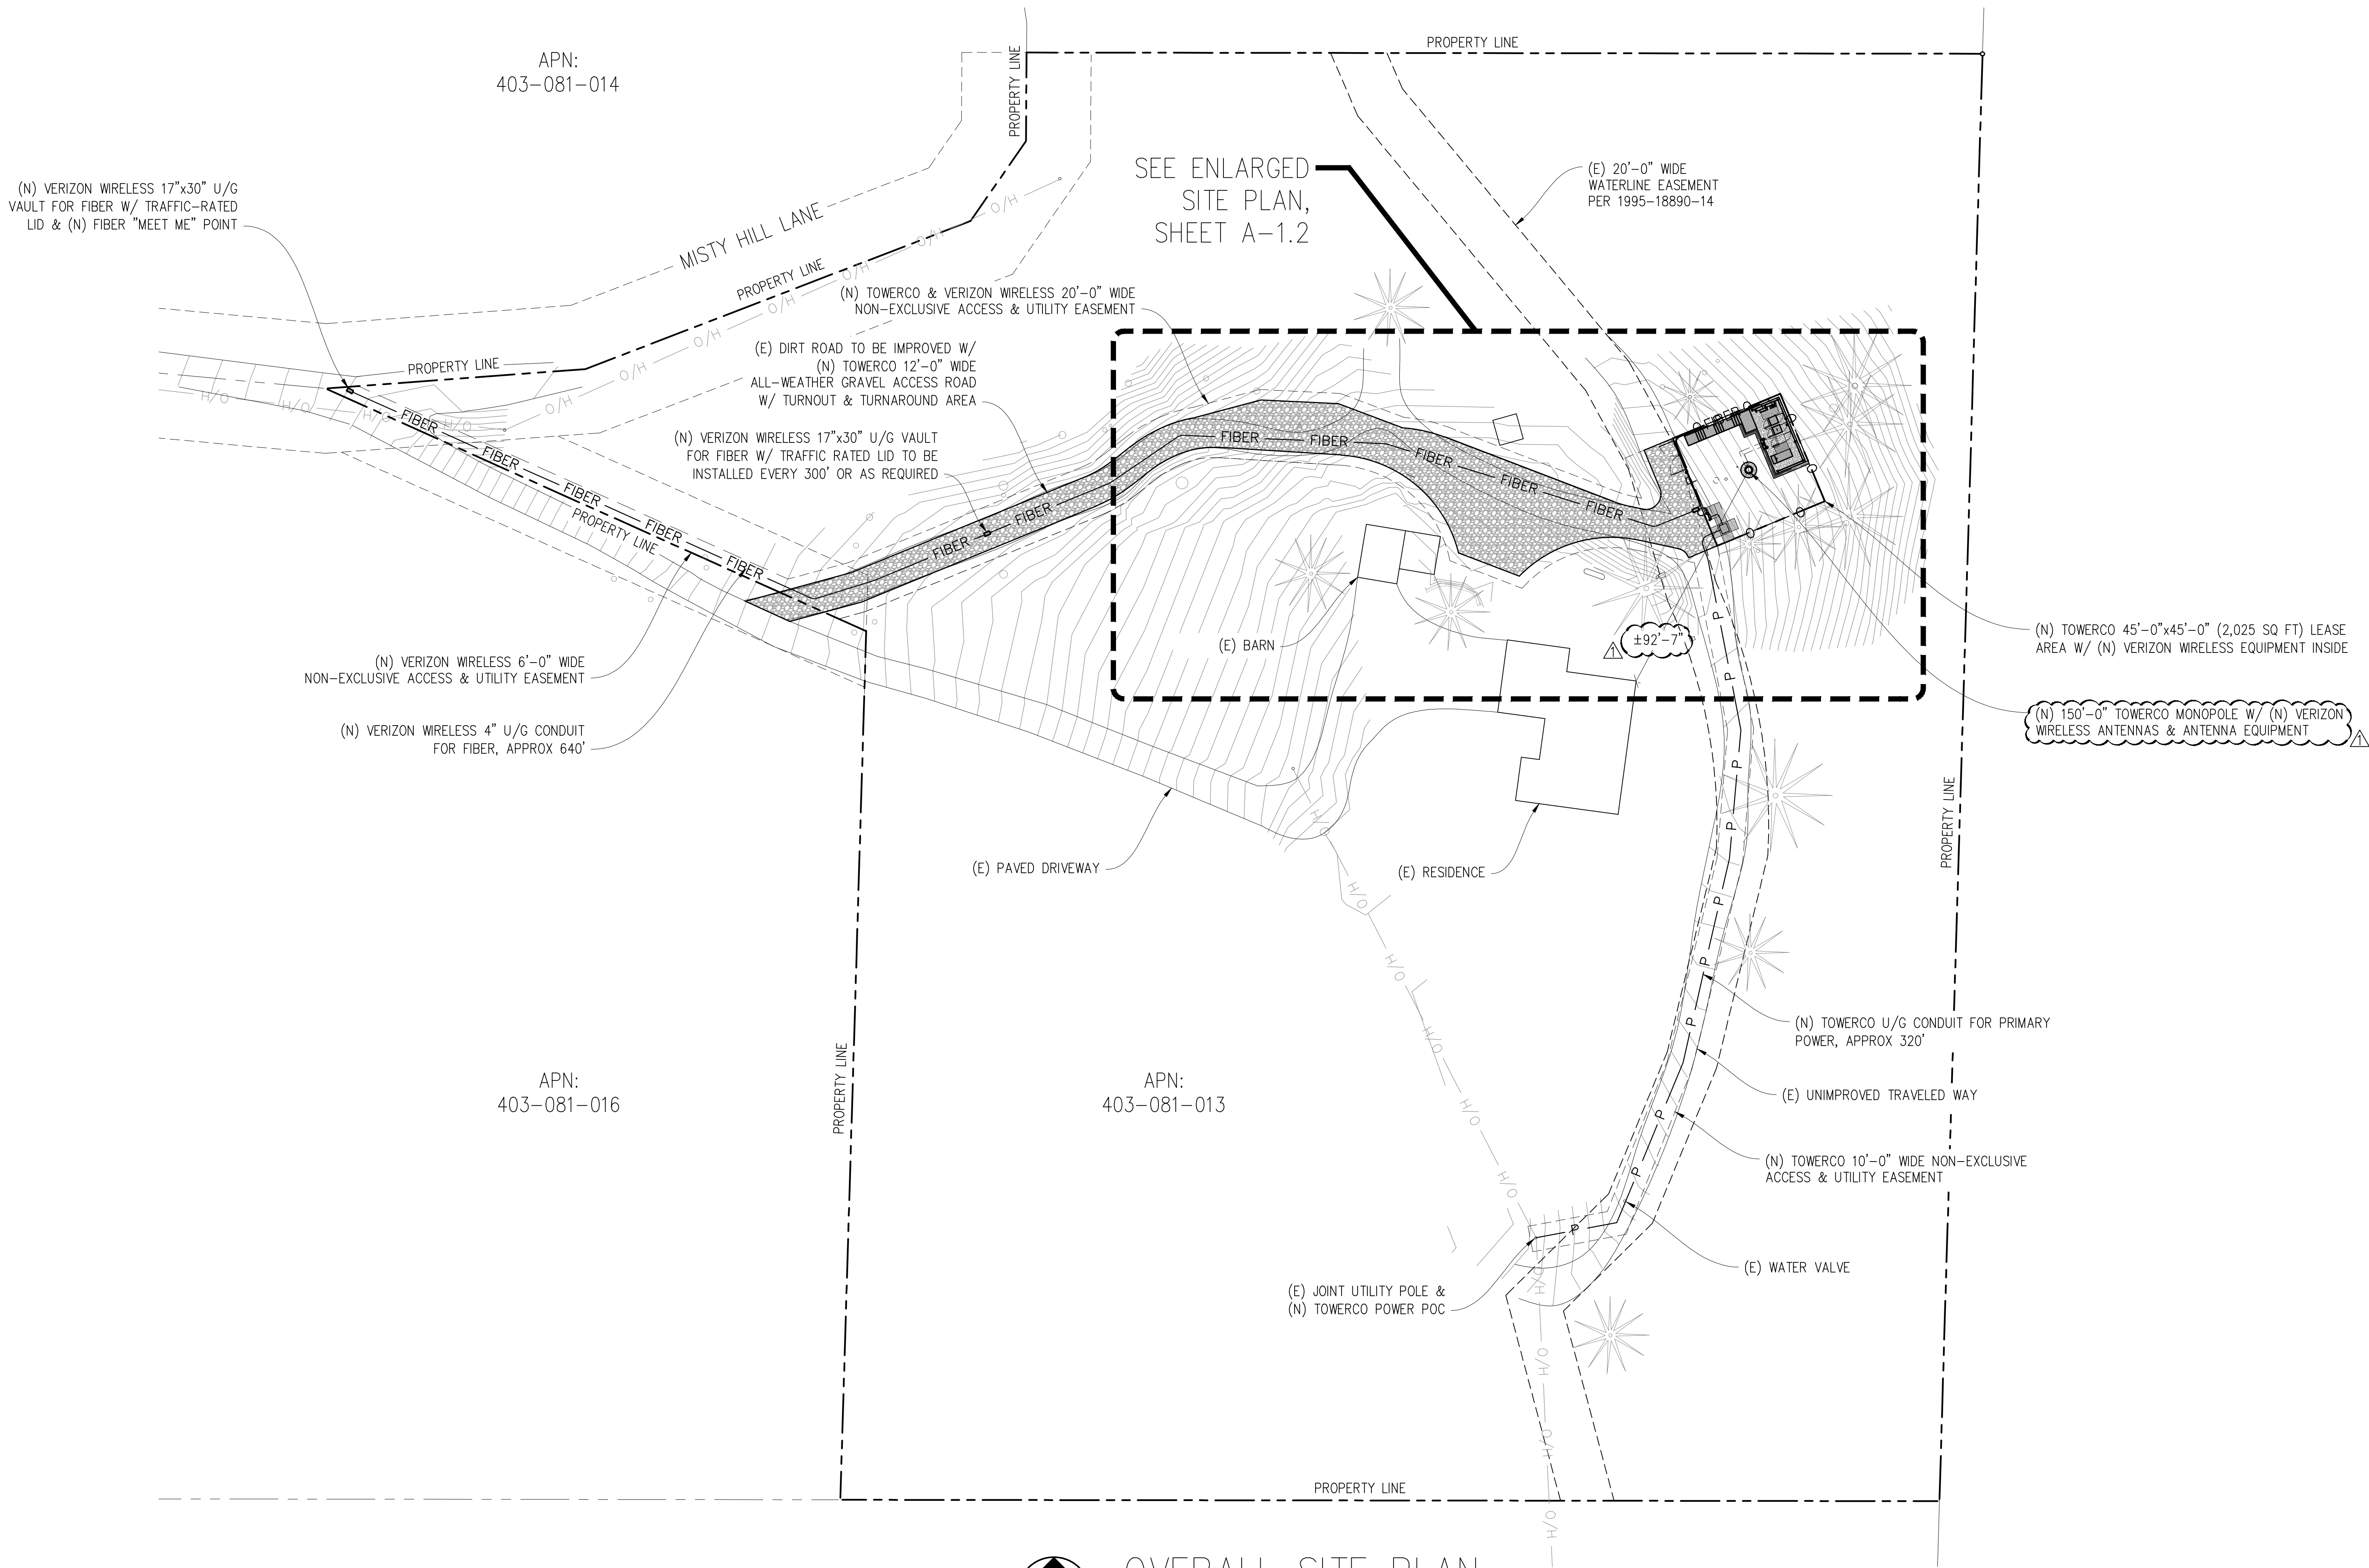 PROPERTY LINE
PROPERTY LINE
APN:
403-081-014
SEE ENLARGED
SITE PLAN,
SHEET A-1.2
(E) 20'-0" WIDE
WATERLINE EASEMENT
PER 1995-18890-14
(N) VERIZON WIRELESS 17"x30" U/G
VAULT FOR FIBER W/ TRAFFIC-RATED
LID & (N) FIBER "MEET ME" POINT
MISTY HILL LANE
O/H
O/H
O/H
O/H
O/H
O/H
O/H
PROPERTY LINE
(N) TOWERCO & VERIZON WIRELESS 20'-0" WIDE
NON-EXCLUSIVE ACCESS & UTILITY EASEMENT
(E) DIRT ROAD TO BE IMPROVED W/
(N) TOWERCO 12'-0" WIDE
ALL-WEATHER GRAVEL ACCESS ROAD
W/ TURNOUT & TURNAROUND AREA
PROPERTY LINE
O/H
O/H
O/H
O/H
(N) VERIZON WIRELESS 17"x30" U/G VAULT
FOR FIBER W/ TRAFFIC RATED LID TO BE
INSTALLED EVERY 300' OR AS REQUIRED
FIBER
FIBER
FIBER
FIBER
FIBER
PROPERTY LINE
FIBER
FIBER
FIBER
FIBER
FIBER
FIBER
FIBER
FIBER
(E) BARN
±92'-7"
1
(N) TOWERCO 45'-0"x45'-0" (2,025 SQ FT) LEASE
AREA W/ (N) VERIZON WIRELESS EQUIPMENT INSIDE
(N) VERIZON WIRELESS 6'-0" WIDE
NON-EXCLUSIVE ACCESS & UTILITY EASEMENT
(N) 150'-0" TOWERCO MONOPOLE W/ (N) VERIZON
WIRELESS ANTENNAS & ANTENNA EQUIPMENT
1
(N) VERIZON WIRELESS 4" U/G CONDUIT
FOR FIBER, APPROX 640'
P
P
P
P
P
P
P
P
P
P
P
PROPERTY LINE
(E) PAVED DRIVEWAY
(E) RESIDENCE
O/H
O/H
O/H
O/H
O/H
O/H
O/H
O/H
O/H
O/H
(N) TOWERCO U/G CONDUIT FOR PRIMARY
POWER, APPROX 320'
PROPERTY LINE
APN:
403-081-016
APN:
403-081-013
(E) UNIMPROVED TRAVELED WAY
(N) TOWERCO 10'-0" WIDE NON-EXCLUSIVE
ACCESS & UTILITY EASEMENT
(E) WATER VALVE
(E) JOINT UTILITY POLE &
(N) TOWERCO POWER POC
PROPERTY LINE
OVERALL SITE PLAN